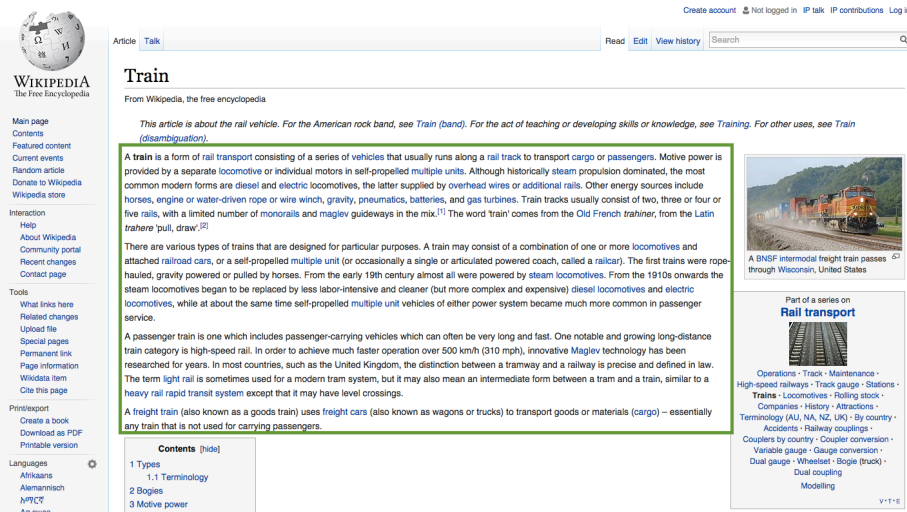 Create account Not logged in IP talk IP contributions Log in
WIKIPEDIA
The Free Encyclopedia
Article Talk
Read Edit View history Search
Train
From Wikipedia, the free encyclopedia
This article is about the rail vehicle. For the American rock band, see Train (band). For the act of teaching or developing skills or knowledge, see Training. For other uses, see Train
(disambiguation).
Main page
Contents
Featured content
Current events
Random article
Donate to Wikipedia
Wikipedia store
Interaction
Help
About Wikipedia
Community portal
Recent changes
Contact page
Tools
What links here
Related changes
Upload file
Special pages
Permanent link
Page information
Wikidata item
Cite this page
Print/export
Create a book
Download as PDF
Printable version
Languages
Afrikaans
Alemannisch
አማርኛ
A train is a form of rail transport consisting of a series of vehicles that usually runs along a rail track to transport cargo or passengers. Motive power is
provided by a separate locomotive or individual motors in self-propelled multiple units. Although historically steam propulsion dominated, the most
common modern forms are diesel and electric locomotives, the latter supplied by overhead wires or additional rails. Other energy sources include
horses, engine or water-driven rope or wire winch, gravity, pneumatics, batteries, and gas turbines. Train tracks usually consist of two, three or four or
five rails, with a limited number of monorails and maglev guideways in the mix.[1] The word 'train' comes from the Old French trahiner, from the Latin
trahere 'pull, draw'.[2]
There are various types of trains that are designed for particular purposes. A train may consist of a combination of one or more locomotives and
attached railroad cars, or a self-propelled multiple unit (or occasionally a single or articulated powered coach, called a railcar). The first trains were rope-
hauled, gravity powered or pulled by horses. From the early 19th century almost all were powered by steam locomotives. From the 1910s onwards the
steam locomotives began to be replaced by less labor-intensive and cleaner (but more complex and expensive) diesel locomotives and electric
locomotives, while at about the same time self-propelled multiple unit vehicles of either power system became much more common in passenger
service.
A passenger train is one which includes passenger-carrying vehicles which can often be very long and fast. One notable and growing long-distance
train category is high-speed rail. In order to achieve much faster operation over 500 km/h (310 mph), innovative Maglev technology has been
researched for years. In most countries, such as the United Kingdom, the distinction between a tramway and a railway is precise and defined in law.
The term light rail is sometimes used for a modern tram system, but it may also mean an intermediate form between a tram and a train, similar to a
heavy rail rapid transit system except that it may have level crossings.
A freight train (also known as a goods train) uses freight cars (also known as wagons or trucks) to transport goods or materials (cargo) – essentially
any train that is not used for carrying passengers.
Contents [hide]
1 Types
1.1 Terminology
2 Bogies
3 Motive power
A BNSF intermodal freight train passes
through Wisconsin, United States
Part of a series on
Rail transport
Operations · Track · Maintenance ·
High-speed railways · Track gauge · Stations ·
Trains · Locomotives · Rolling stock ·
Companies · History · Attractions ·
Terminology (AU, NA, NZ, UK) · By country ·
Accidents · Railway couplings ·
Couplers by country · Coupler conversion ·
Variable gauge · Gauge conversion ·
Dual gauge · Wheelset · Bogie (truck) ·
Dual coupling
Modelling
V·T·E